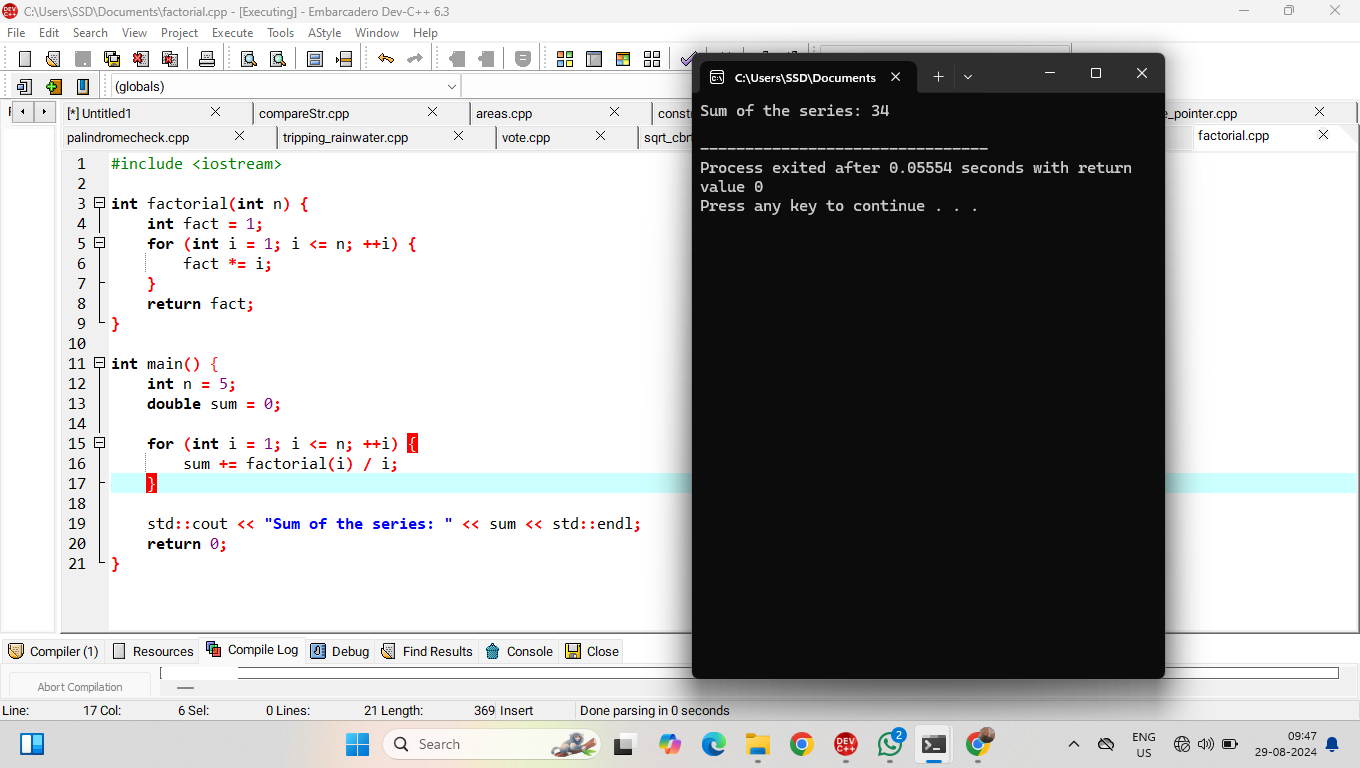 C:\Users\SSD\Documents\factorial.cpp - [Executing] - Embarcadero Dev-C++ 6.3
File Edit Search View Project Execute Tools AStyle Window Help
(globals)
[*] Untitled1 compareStr.cpp areas.cpp const e_pointer.cpp
palindromecheck.cpp tripping_rainwater.cpp vote.cpp sqrt_cbr factorial.cpp
1 #include <iostream>
2
3 int factorial(int n) {
4 int fact = 1;
5 for (int i = 1; i <= n; ++i) {
6 fact *= i;
7 }
8 return fact;
9 }
10
11 int main() {
12 int n = 5;
13 double sum = 0;
14
15 for (int i = 1; i <= n; ++i) {
16 sum += factorial(i) / i;
17 }
18
19 std::cout << "Sum of the series: " << sum << std::endl;
20 return 0;
21 }
C:\Users\SSD\Documents
Sum of the series: 34
--------------------------------
Process exited after 0.05554 seconds with return
value 0
Press any key to continue . . .
Compiler (1) Resources Compile Log Debug Find Results Console Close
Abort Compilation
Line: 17 Col: 6 Sel: 0 Lines: 21 Length: 369 Insert Done parsing in 0 seconds
Search
DEV C++
2
ENG
US
09:47
29-08-2024